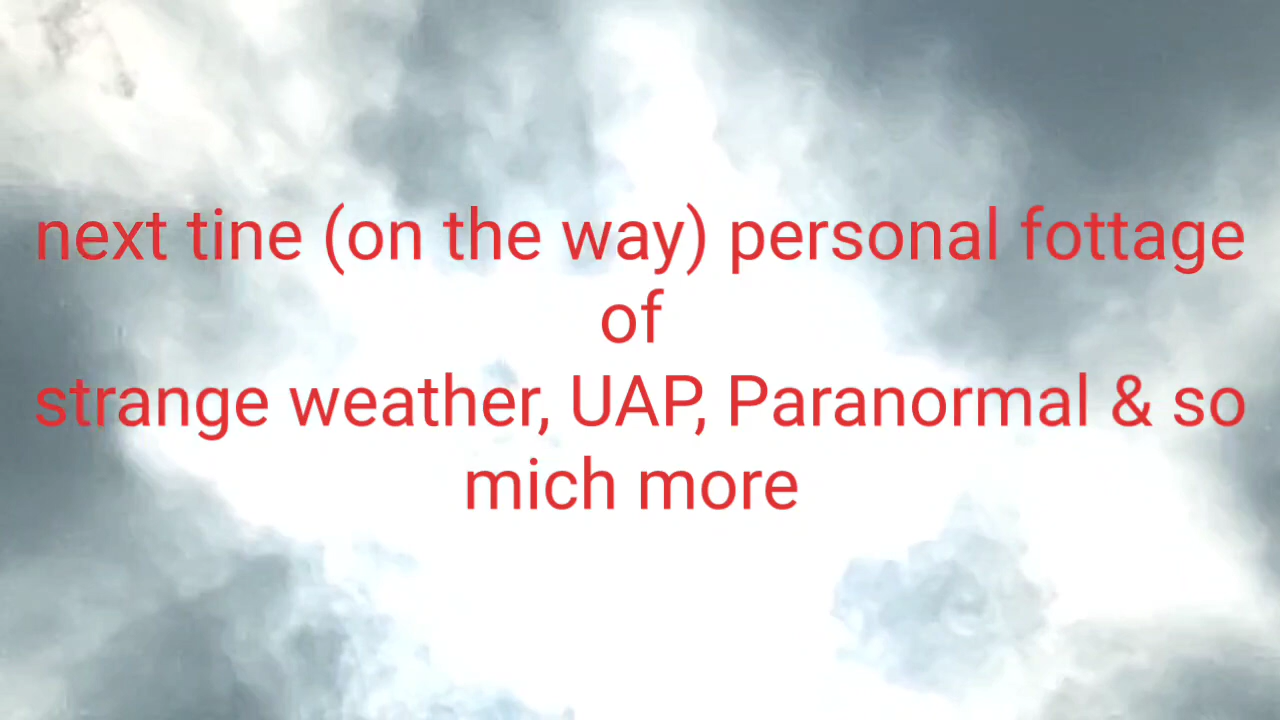 next tine (on the way) personal fottage
of
strange weather, UAP, Paranormal & so
mich more